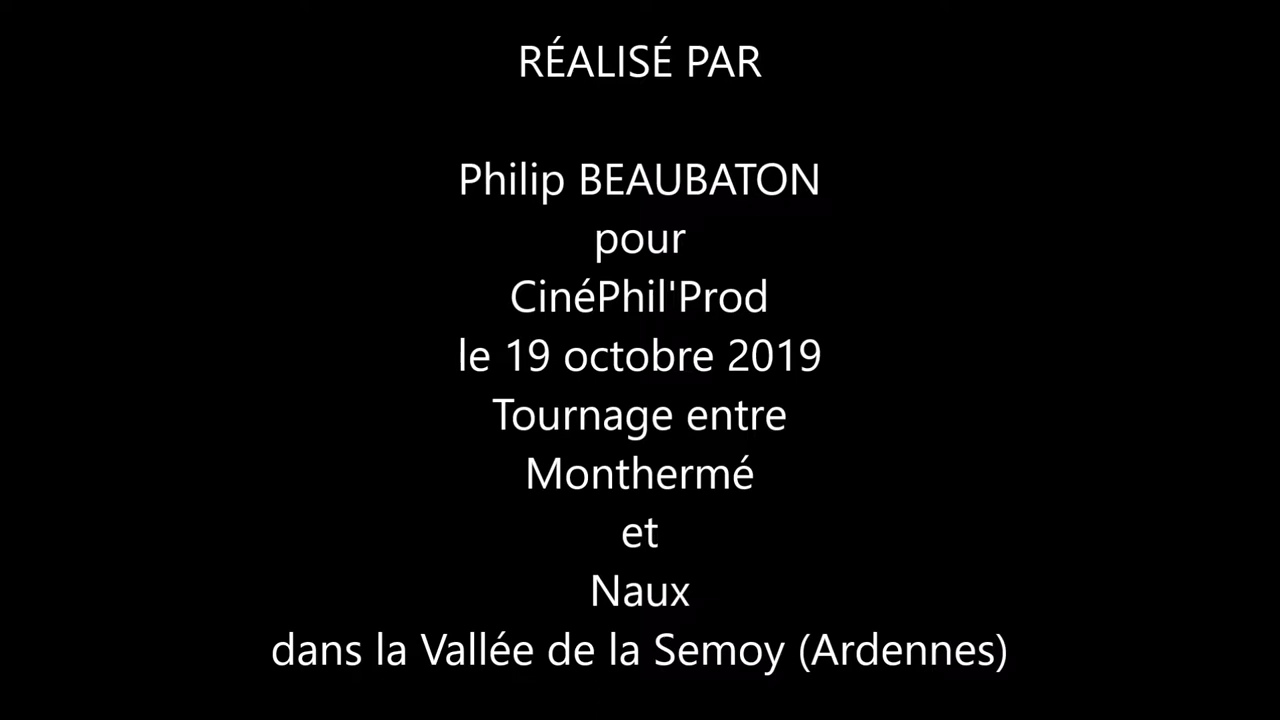 RÉALISÉ PAR
Philip BEAUBATON
pour
CinéPhil'Prod
le 19 octobre 2019
Tournage entre
Monthermé
et
Naux
dans la Vallée de la Semoy (Ardennes)